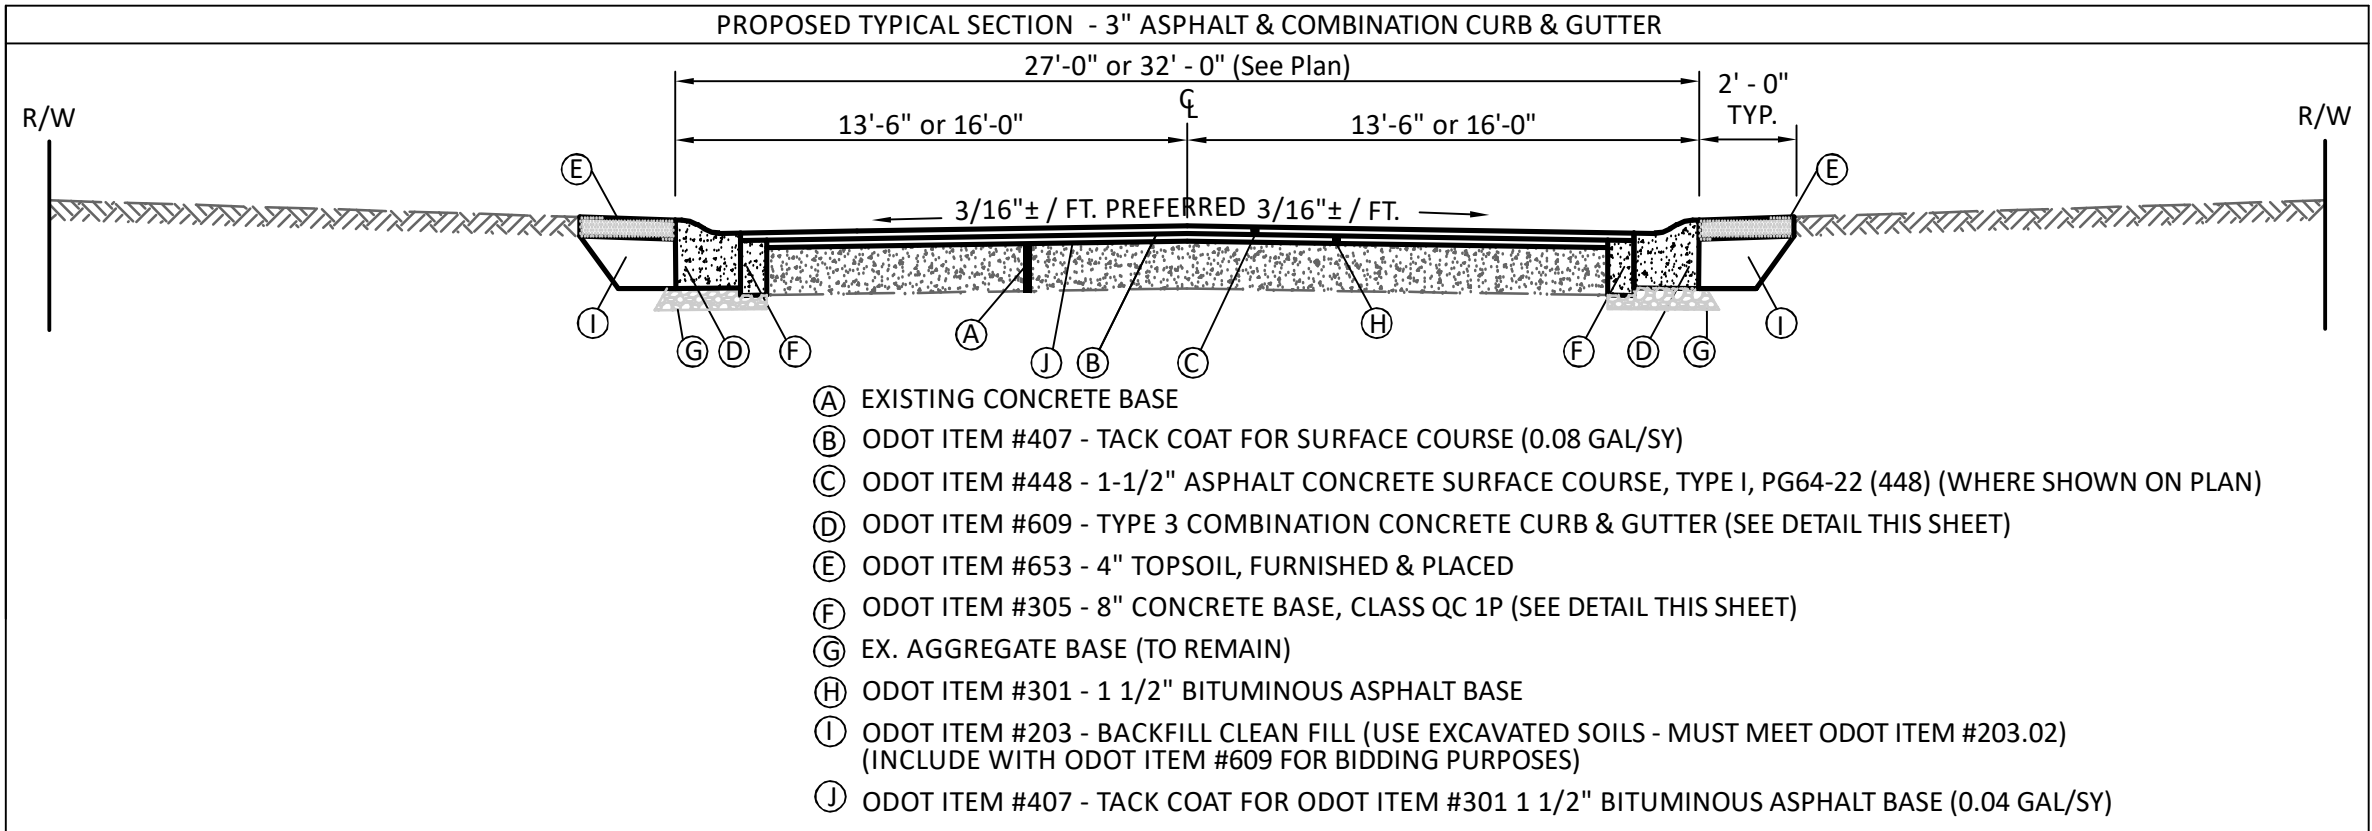 PROPOSED TYPICAL SECTION - 3" ASPHALT & COMBINATION CURB & GUTTER
27'-0" or 32' - 0" (See Plan)
2' - 0"
TYP.
R/W
℄
R/W
13'-6" or 16'-0"
13'-6" or 16'-0"
E
E
3/16"± / FT. PREFERRED 3/16"± / FT.
I
G
D
F
A
J
B
C
H
F
D
G
I
A EXISTING CONCRETE BASE
B ODOT ITEM #407 - TACK COAT FOR SURFACE COURSE (0.08 GAL/SY)
C ODOT ITEM #448 - 1-1/2" ASPHALT CONCRETE SURFACE COURSE, TYPE I, PG64-22 (448) (WHERE SHOWN ON PLAN)
D ODOT ITEM #609 - TYPE 3 COMBINATION CONCRETE CURB & GUTTER (SEE DETAIL THIS SHEET)
E ODOT ITEM #653 - 4" TOPSOIL, FURNISHED & PLACED
F ODOT ITEM #305 - 8" CONCRETE BASE, CLASS QC 1P (SEE DETAIL THIS SHEET)
G EX. AGGREGATE BASE (TO REMAIN)
H ODOT ITEM #301 - 1 1/2" BITUMINOUS ASPHALT BASE
I ODOT ITEM #203 - BACKFILL CLEAN FILL (USE EXCAVATED SOILS - MUST MEET ODOT ITEM #203.02)
(INCLUDE WITH ODOT ITEM #609 FOR BIDDING PURPOSES)
J ODOT ITEM #407 - TACK COAT FOR ODOT ITEM #301 1 1/2" BITUMINOUS ASPHALT BASE (0.04 GAL/SY)